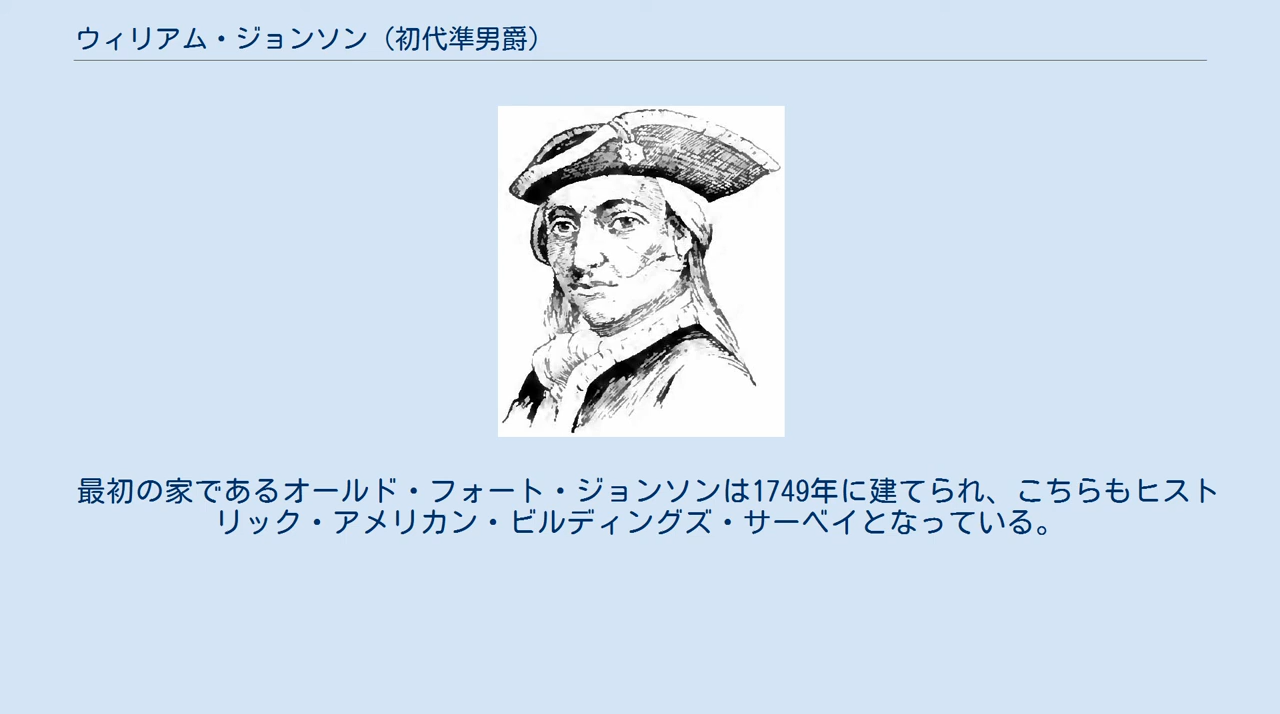 ウィリアム・ジョンソン（初代準男爵）
最初の家であるオールド・フォート・ジョンソンは1749年に建てられ、こちらもヒスト
リック・アメリカン・ビルディングズ・サーベイとなっている。